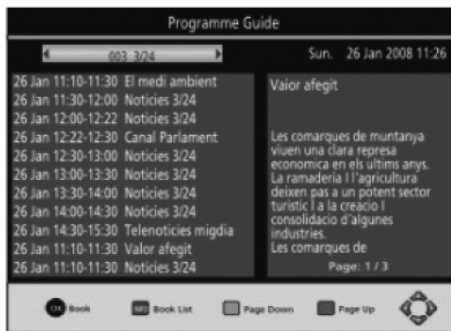 Programme Guide
003 3/24
Sun. 26 Jan 2008 11:26
26 Jan 11:10-11:30 El medi ambient
26 Jan 11:30-12:00 Noticies 3/24
26 Jan 12:00-12:22 Noticies 3/24
26 Jan 12:22-12:30 Canal Parlament
26 Jan 12:30-13:00 Noticies 3/24
26 Jan 13:00-13:30 Noticies 3/24
26 Jan 13:30-14:00 Noticies 3/24
26 Jan 14:00-14:30 Noticies 3/24
26 Jan 14:30-15:30 Telenoticies migdia
26 Jan 11:10-11:30 Valor afegit
26 Jan 11:10-11:30 Noticies 3/24
Vaior afegit
Les comarques de muntanya
viuen una clara represa
economica en els ultims anys.
La ramaderia I l'agricultura
deixen pas a un potent sector
turistic I a la creacio I
consolidacio d'algunes
industries.
Les comarques de
Page: 1 / 3
OK Book
Book List
Page Down
Page Up